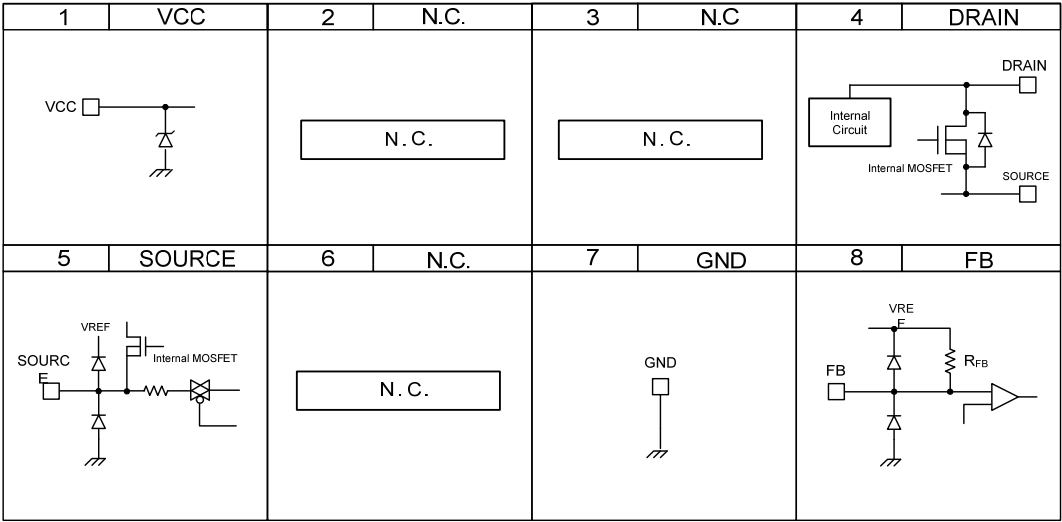 1 VCC 2 N.C. 3 N.C 4 DRAIN
VCC
N.C.
N.C.
DRAIN
Internal
Circuit
Internal MOSFET
SOURCE
5 SOURCE 6 N.C. 7 GND 8 FB
VREF
Internal MOSFET
SOURC
E
N.C.
GND
VRE
F
RFB
FB